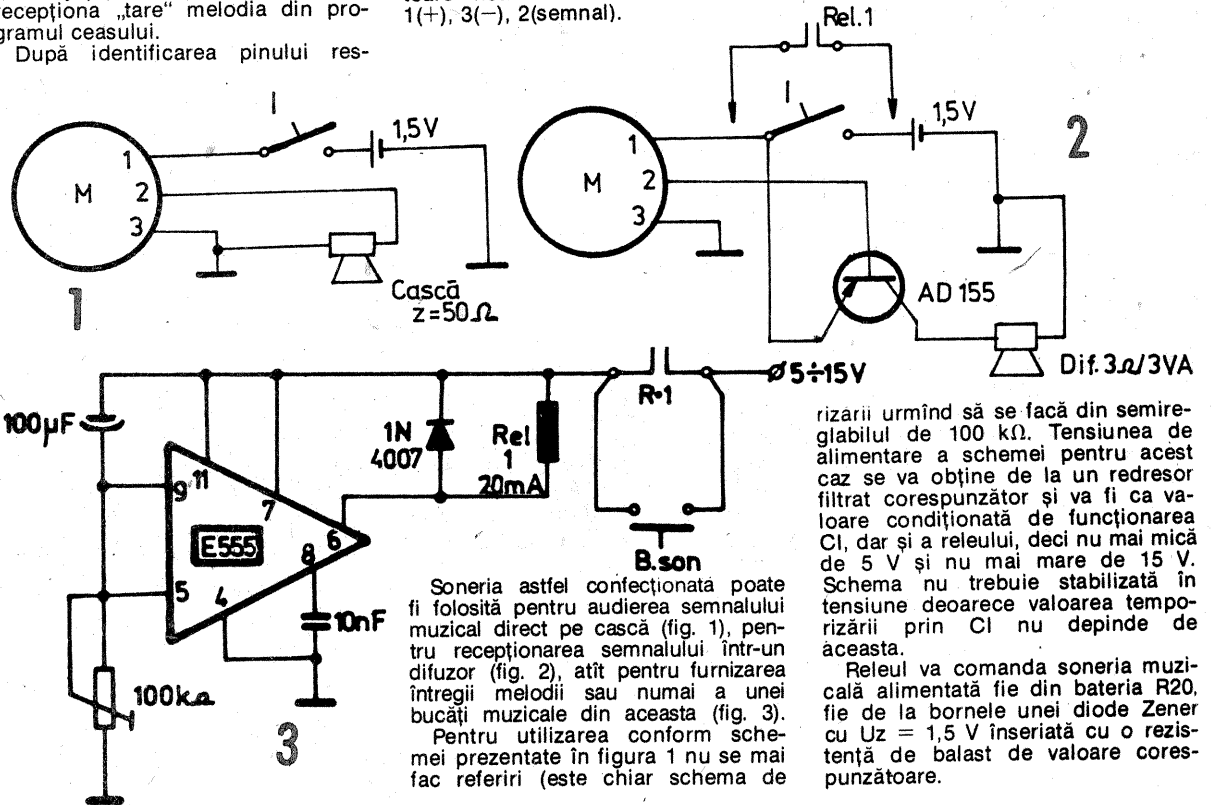 recepționa „tare“ melodia din pro-
gramul ceasului.
După identificarea pinului res-
1(+), 3(−), 2(semnal).
I
1,5V
1
M
2
3
Cască
z=50Ω
1
Rel.1
I
1,5V
2
1
M
2
3
AD 155
Dif. 3Ω/3VA
100µF
9
11
7
E555
6
8
5
4
1N
4007
Rel
1
20mA
R·1
5÷15V
B.son
10nF
100kΩ
3
Soneria astfel confecționată poate
fi folosită pentru audierea semnalului
muzical direct pe cască (fig. 1), pen-
tru recepționarea semnalului într-un
difuzor (fig. 2), atît pentru furnizarea
întregii melodii sau numai a unei
bucăți muzicale din aceasta (fig. 3).
Pentru utilizarea conform sche-
mei prezentate în figura 1 nu se mai
fac referiri (este chiar schema de
rizării urmînd să se facă din semire-
glabilul de 100 kΩ. Tensiunea de
alimentare a schemei pentru acest
caz se va obține de la un redresor
filtrat corespunzător și va fi ca va-
loare condiționată de funcționarea
CI, dar și a releului, deci nu mai mică
de 5 V și nu mai mare de 15 V.
Schema nu trebuie stabilizată în
tensiune deoarece valoarea tempo-
rizării prin CI nu depinde de
aceasta.
Releul va comanda soneria muzi-
cală alimentată fie din bateria R20,
fie de la bornele unei diode Zener
cu Uz = 1,5 V înseriată cu o rezis-
tență de balast de valoare cores-
punzătoare.